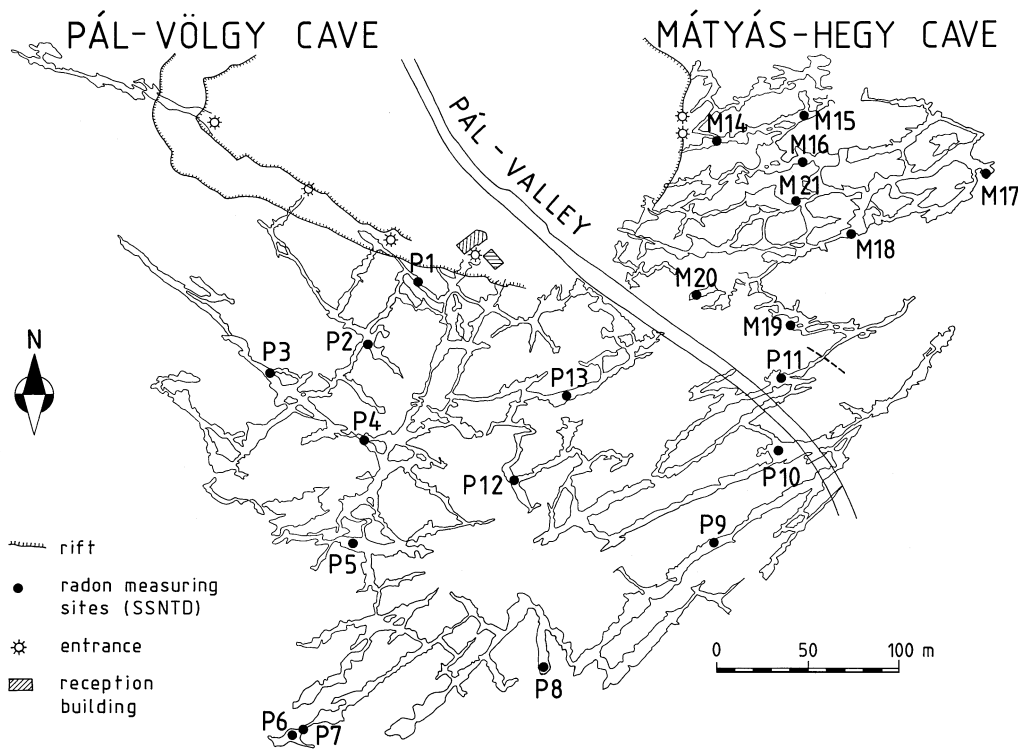 PÁL-VÖLGY CAVE
MÁTYÁS-HEGY CAVE
PÁL-VALLEY
M14
M15
M16
M17
M21
M18
M20
M19
P1
P2
P3
P4
P13
P11
P12
P10
P9
P5
P8
P6
P7
N
rift
radon measuring
sites (SSNTD)
entrance
reception
building
0 50 100 m